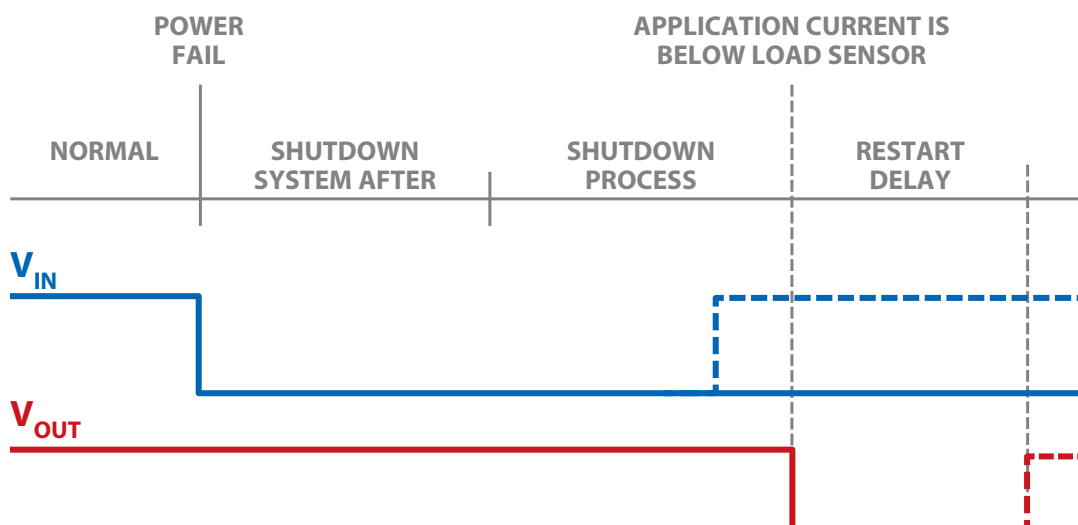 POWER
FAIL
APPLICATION CURRENT IS
BELOW LOAD SENSOR
NORMAL
SHUTDOWN
SYSTEM AFTER
SHUTDOWN
PROCESS
RESTART
DELAY
VIN
VOUT